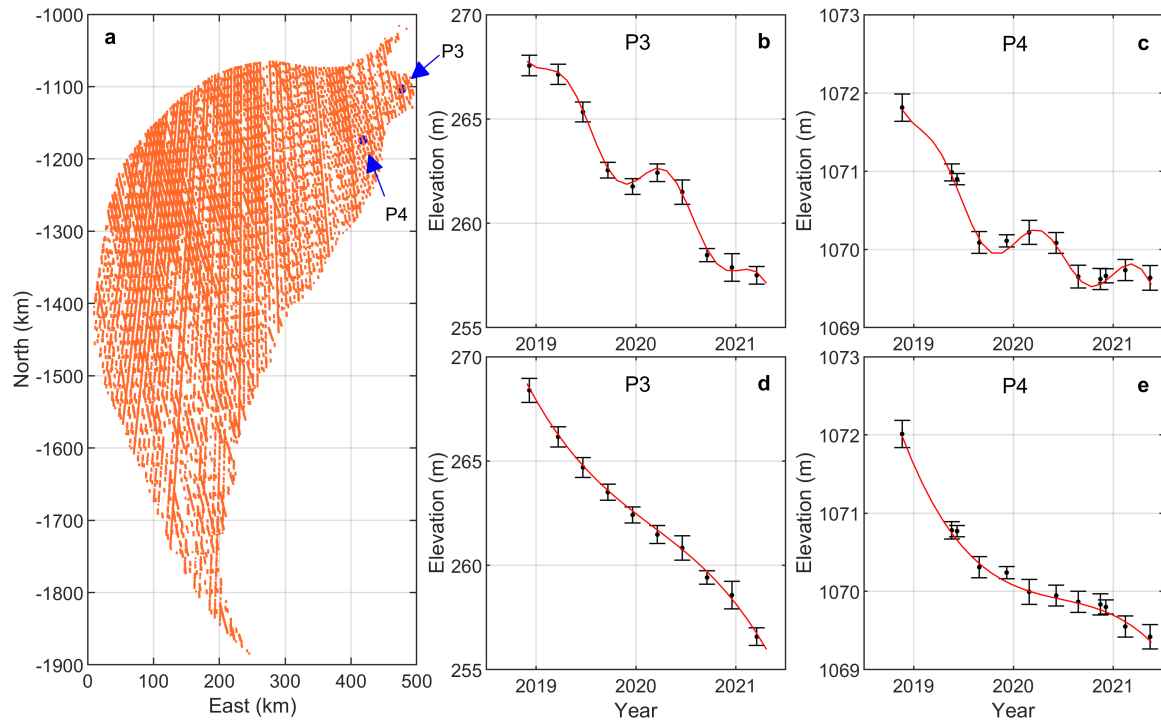 a
P3
P4
-1000
-1100
-1200
-1300
-1400
-1500
-1600
-1700
-1800
-1900
0
100
200
300
400
500
North (km)
East (km)
b
P3
270
265
260
255
2019
2020
2021
Elevation (m)
c
P4
1073
1072
1071
1070
1069
2019
2020
2021
Elevation (m)
d
P3
270
265
260
255
2019
2020
2021
Elevation (m)
Year
e
P4
1073
1072
1071
1070
1069
2019
2020
2021
Elevation (m)
Year